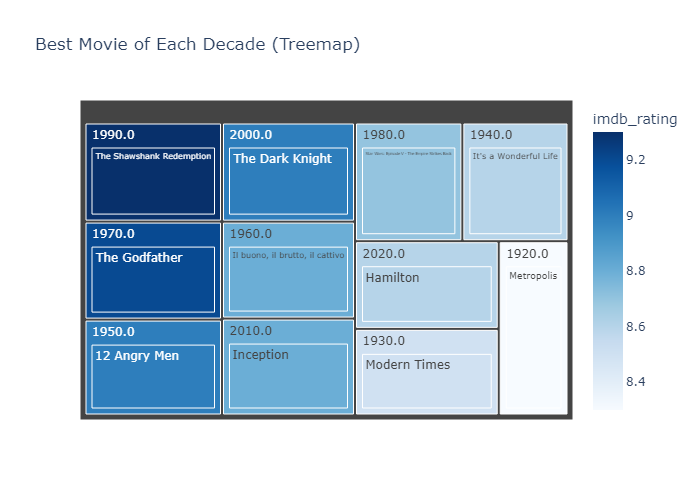 Best Movie of Each Decade (Treemap)
imdb_rating
1990.0
The Shawshank Redemption
2000.0
The Dark Knight
1980.0
Star Wars: Episode V - The Empire Strikes Back
1940.0
It's a Wonderful Life
1970.0
The Godfather
1960.0
Il buono, il brutto, il cattivo
2020.0
Hamilton
1920.0
Metropolis
1950.0
12 Angry Men
2010.0
Inception
1930.0
Modern Times
9.2
9
8.8
8.6
8.4